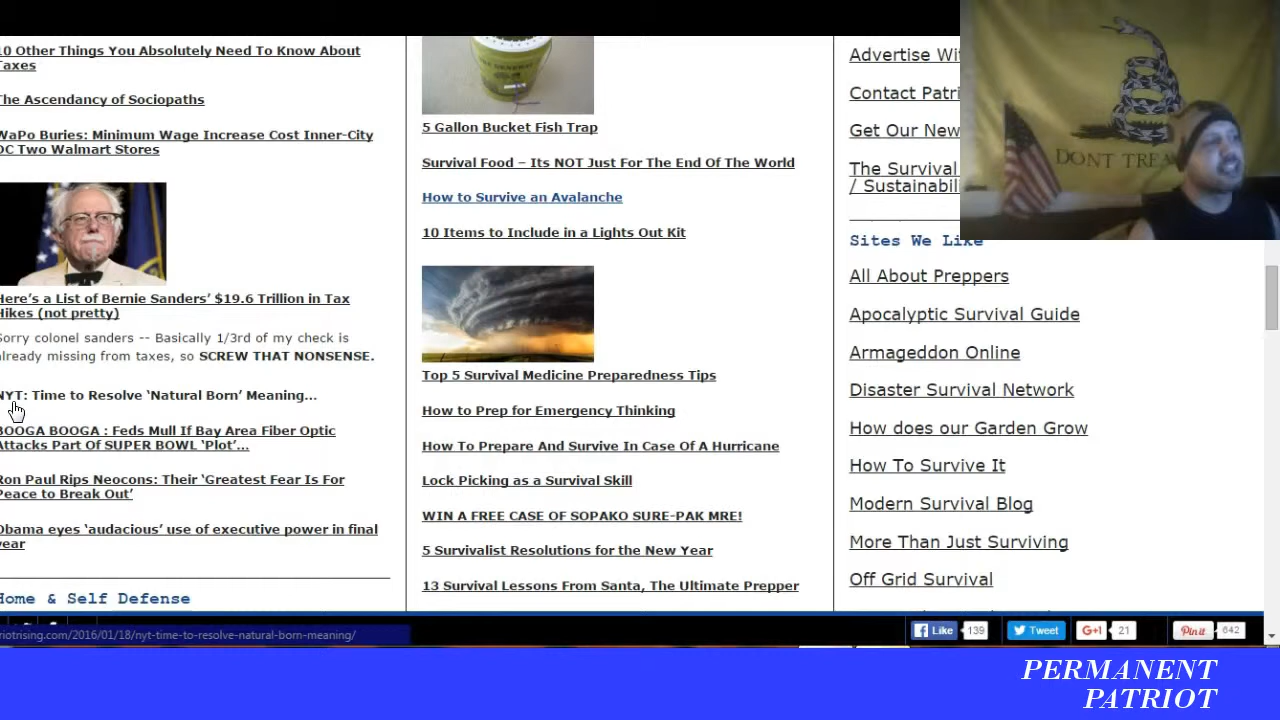 10 Other Things You Absolutely Need To Know About
Taxes
The Ascendancy of Sociopaths
WaPo Buries: Minimum Wage Increase Cost Inner-City
DC Two Walmart Stores
Here's a List of Bernie Sanders' $19.6 Trillion in Tax
Hikes (not pretty)
Sorry colonel sanders -- Basically 1/3rd of my check is
already missing from taxes, so SCREW THAT NONSENSE.
NYT: Time to Resolve 'Natural Born' Meaning...
BOOGA BOOGA : Feds Mull If Bay Area Fiber Optic
Attacks Part Of SUPER BOWL 'Plot'...
Ron Paul Rips Neocons: Their 'Greatest Fear Is For
Peace to Break Out'
Obama eyes 'audacious' use of executive power in final
year
Home & Self Defense
riotrising.com/2016/01/18/nyt-time-to-resolve-natural-born-meaning/
5 Gallon Bucket Fish Trap
Survival Food – Its NOT Just For The End Of The World
How to Survive an Avalanche
10 Items to Include in a Lights Out Kit
Top 5 Survival Medicine Preparedness Tips
How to Prep for Emergency Thinking
How To Prepare And Survive In Case Of A Hurricane
Lock Picking as a Survival Skill
WIN A FREE CASE OF SOPAKO SURE-PAK MRE!
5 Survivalist Resolutions for the New Year
13 Survival Lessons From Santa, The Ultimate Prepper
Advertise Wi
Contact Patri
Get Our New
The Survival
/ Sustainabili
DONT TREA
Sites We Like
All About Preppers
Apocalyptic Survival Guide
Armageddon Online
Disaster Survival Network
How does our Garden Grow
How To Survive It
Modern Survival Blog
More Than Just Surviving
Off Grid Survival
Like 139 Tweet G+1 21 Pin it 642
PERMANENT
PATRIOT